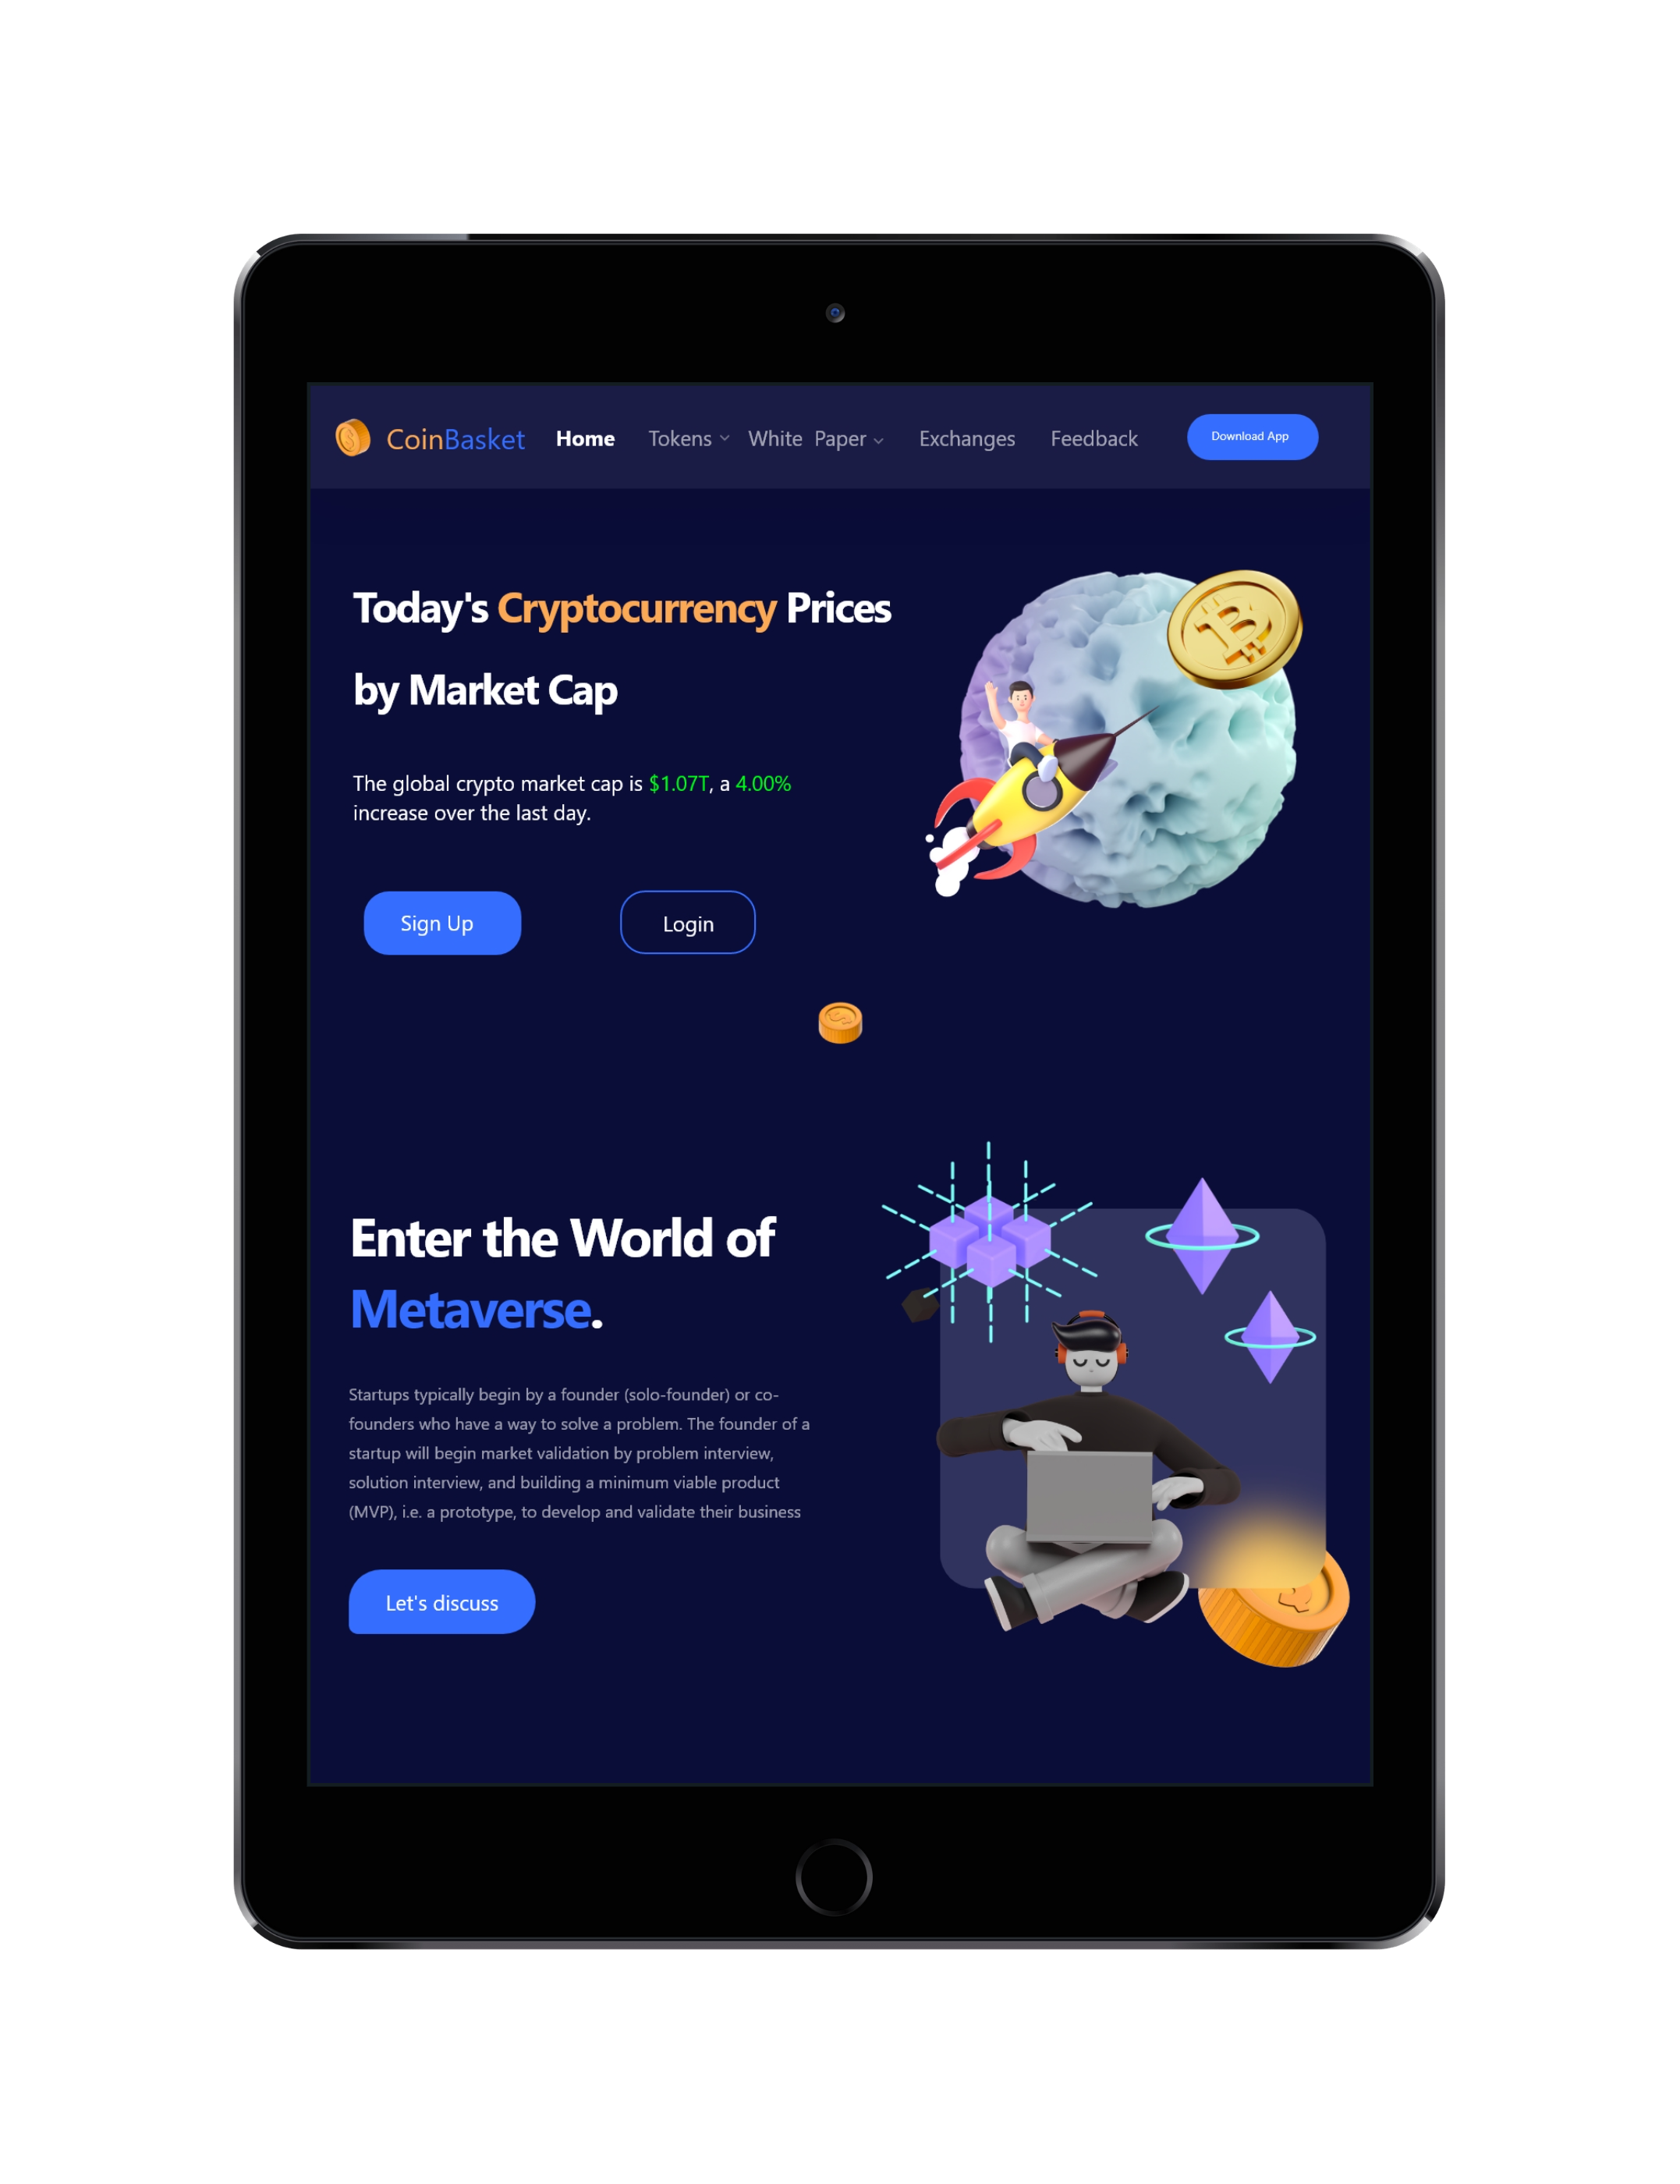 CoinBasket Home Tokens White Paper Exchanges Feedback Download App
Today's Cryptocurrency Prices
by Market Cap
The global crypto market cap is $1.07T, a 4.00%
increase over the last day.
Sign Up Login
Enter the World of
Metaverse.
Startups typically begin by a founder (solo-founder) or co-
founders who have a way to solve a problem. The founder of a
startup will begin market validation by problem interview,
solution interview, and building a minimum viable product
(MVP), i.e. a prototype, to develop and validate their business
Let's discuss